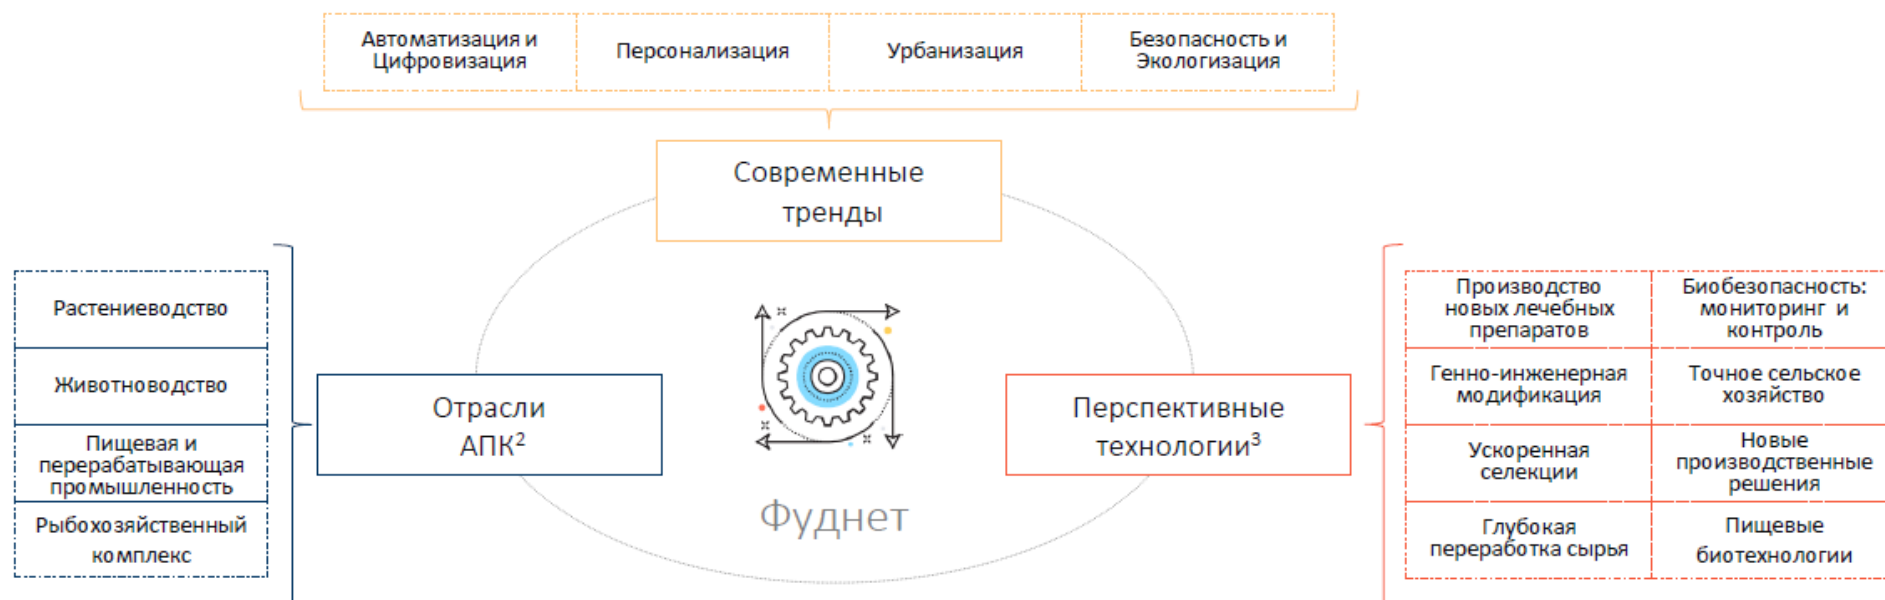 Автоматизация и
Цифровизация
Персонализация
Урбанизация
Безопасность и
Экологизация
Современные
тренды
Растениеводство
Животноводство
Пищевая и
перерабатывающая
промышленность
Рыбохозяйственный
комплекс
Отрасли
АПК²
Фуднет
Перспективные
технологии³
Производство
новых лечебных
препаратов
Биобезопасность:
мониторинг и
контроль
Генно-инженерная
модификация
Точное сельское
хозяйство
Ускоренная
селекции
Новые
производственные
решения
Глубокая
переработка сырья
Пищевые
биотехнологии